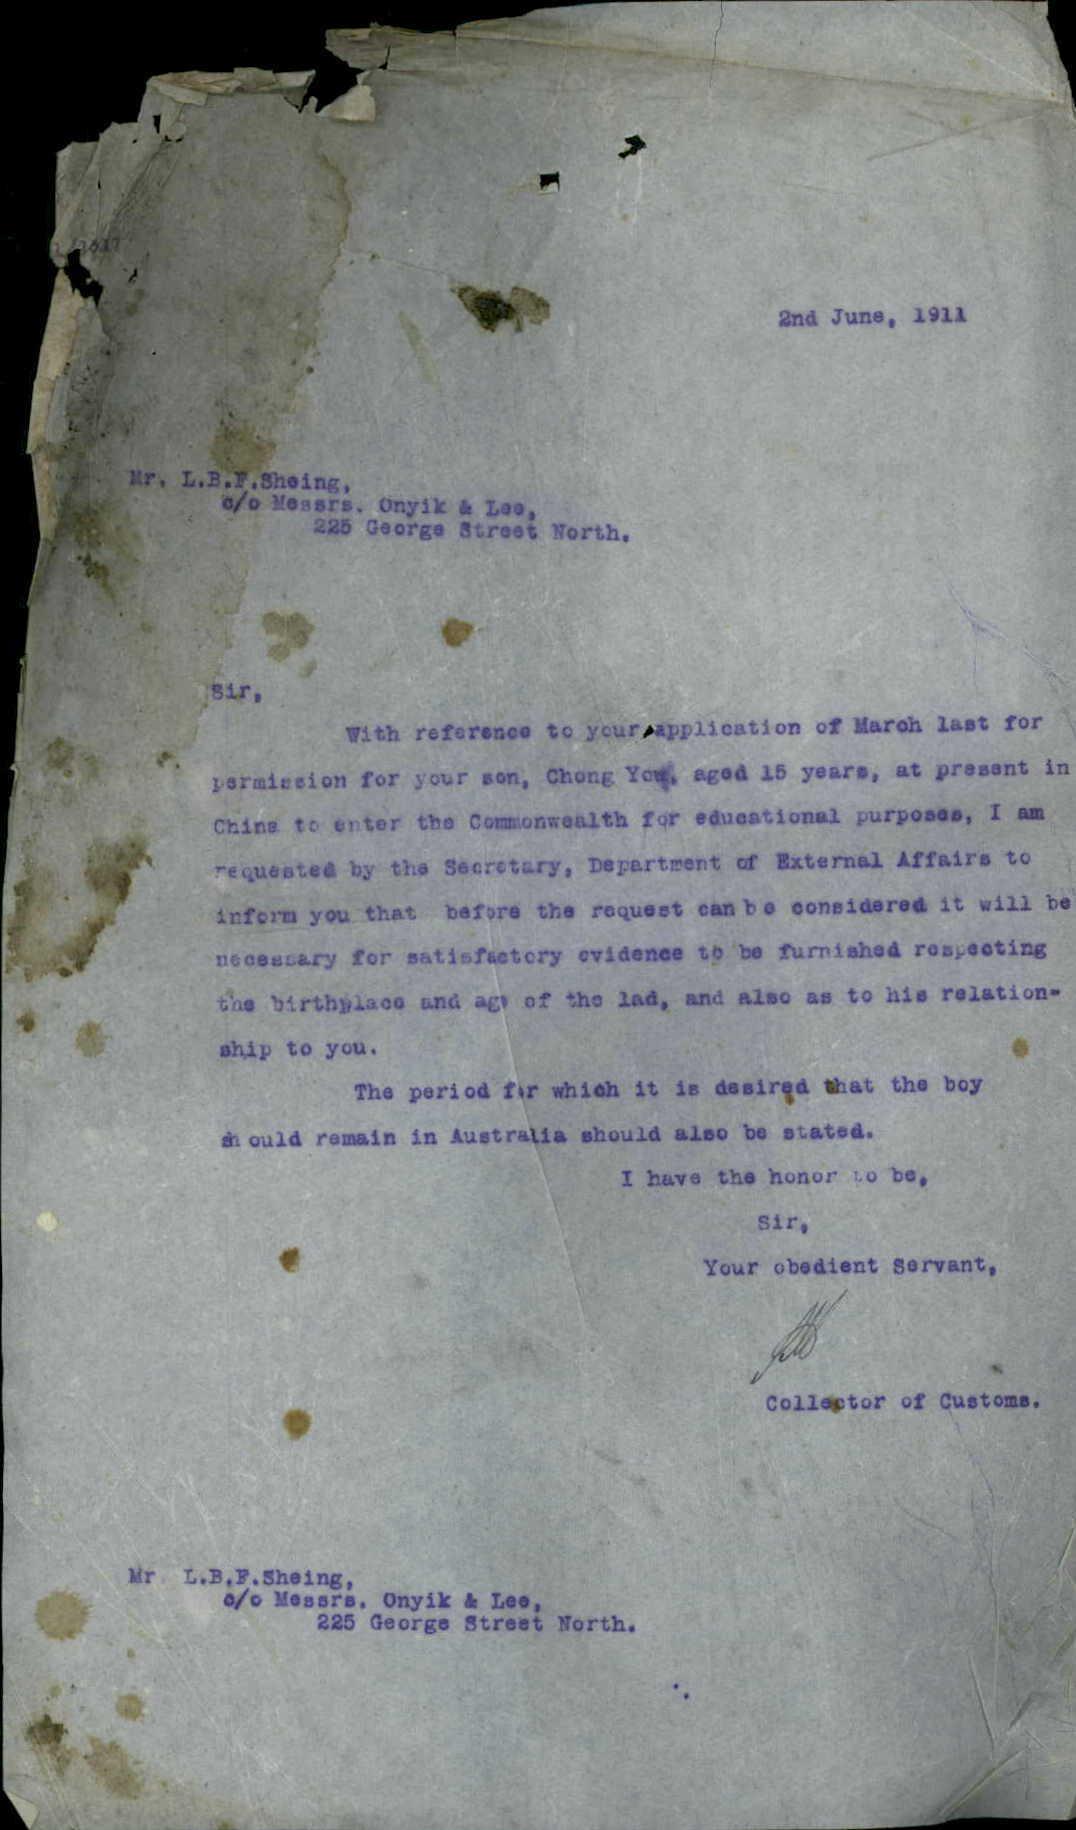 2nd June, 1911
Mr. L.B.F.Sheing,
c/o Messrs. Onyik & Lee,
225 George Street North.
Sir,
With reference to your application of March last for
permission for your son, Chong You, aged 15 years, at present in
China to enter the Commonwealth for educational purposes, I am
requested by the Secretary, Department of External Affairs to
inform you that before the request can be considered it will be
necessary for satisfactory evidence to be furnished respecting
the birthplace and age of the lad, and also as to his relation-
ship to you.
The period for which it is desired that the boy
should remain in Australia should also be stated.
I have the honor to be,
Sir,
Your obedient Servant,
Collector of Customs.
Mr L.B.F.Sheing,
c/o Messrs. Onyik & Lee,
225 George Street North.